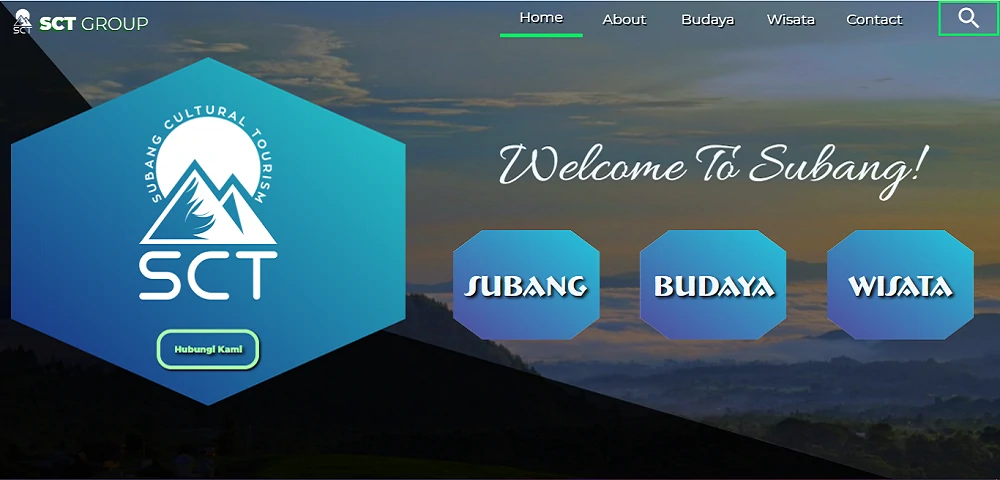 SCT GROUP
Home About Budaya Wisata Contact
SUBANG CULTURAL TOURISM
SCT
Hubungi Kami
Welcome To Subang!
SUBANG
BUDAYA
WISATA